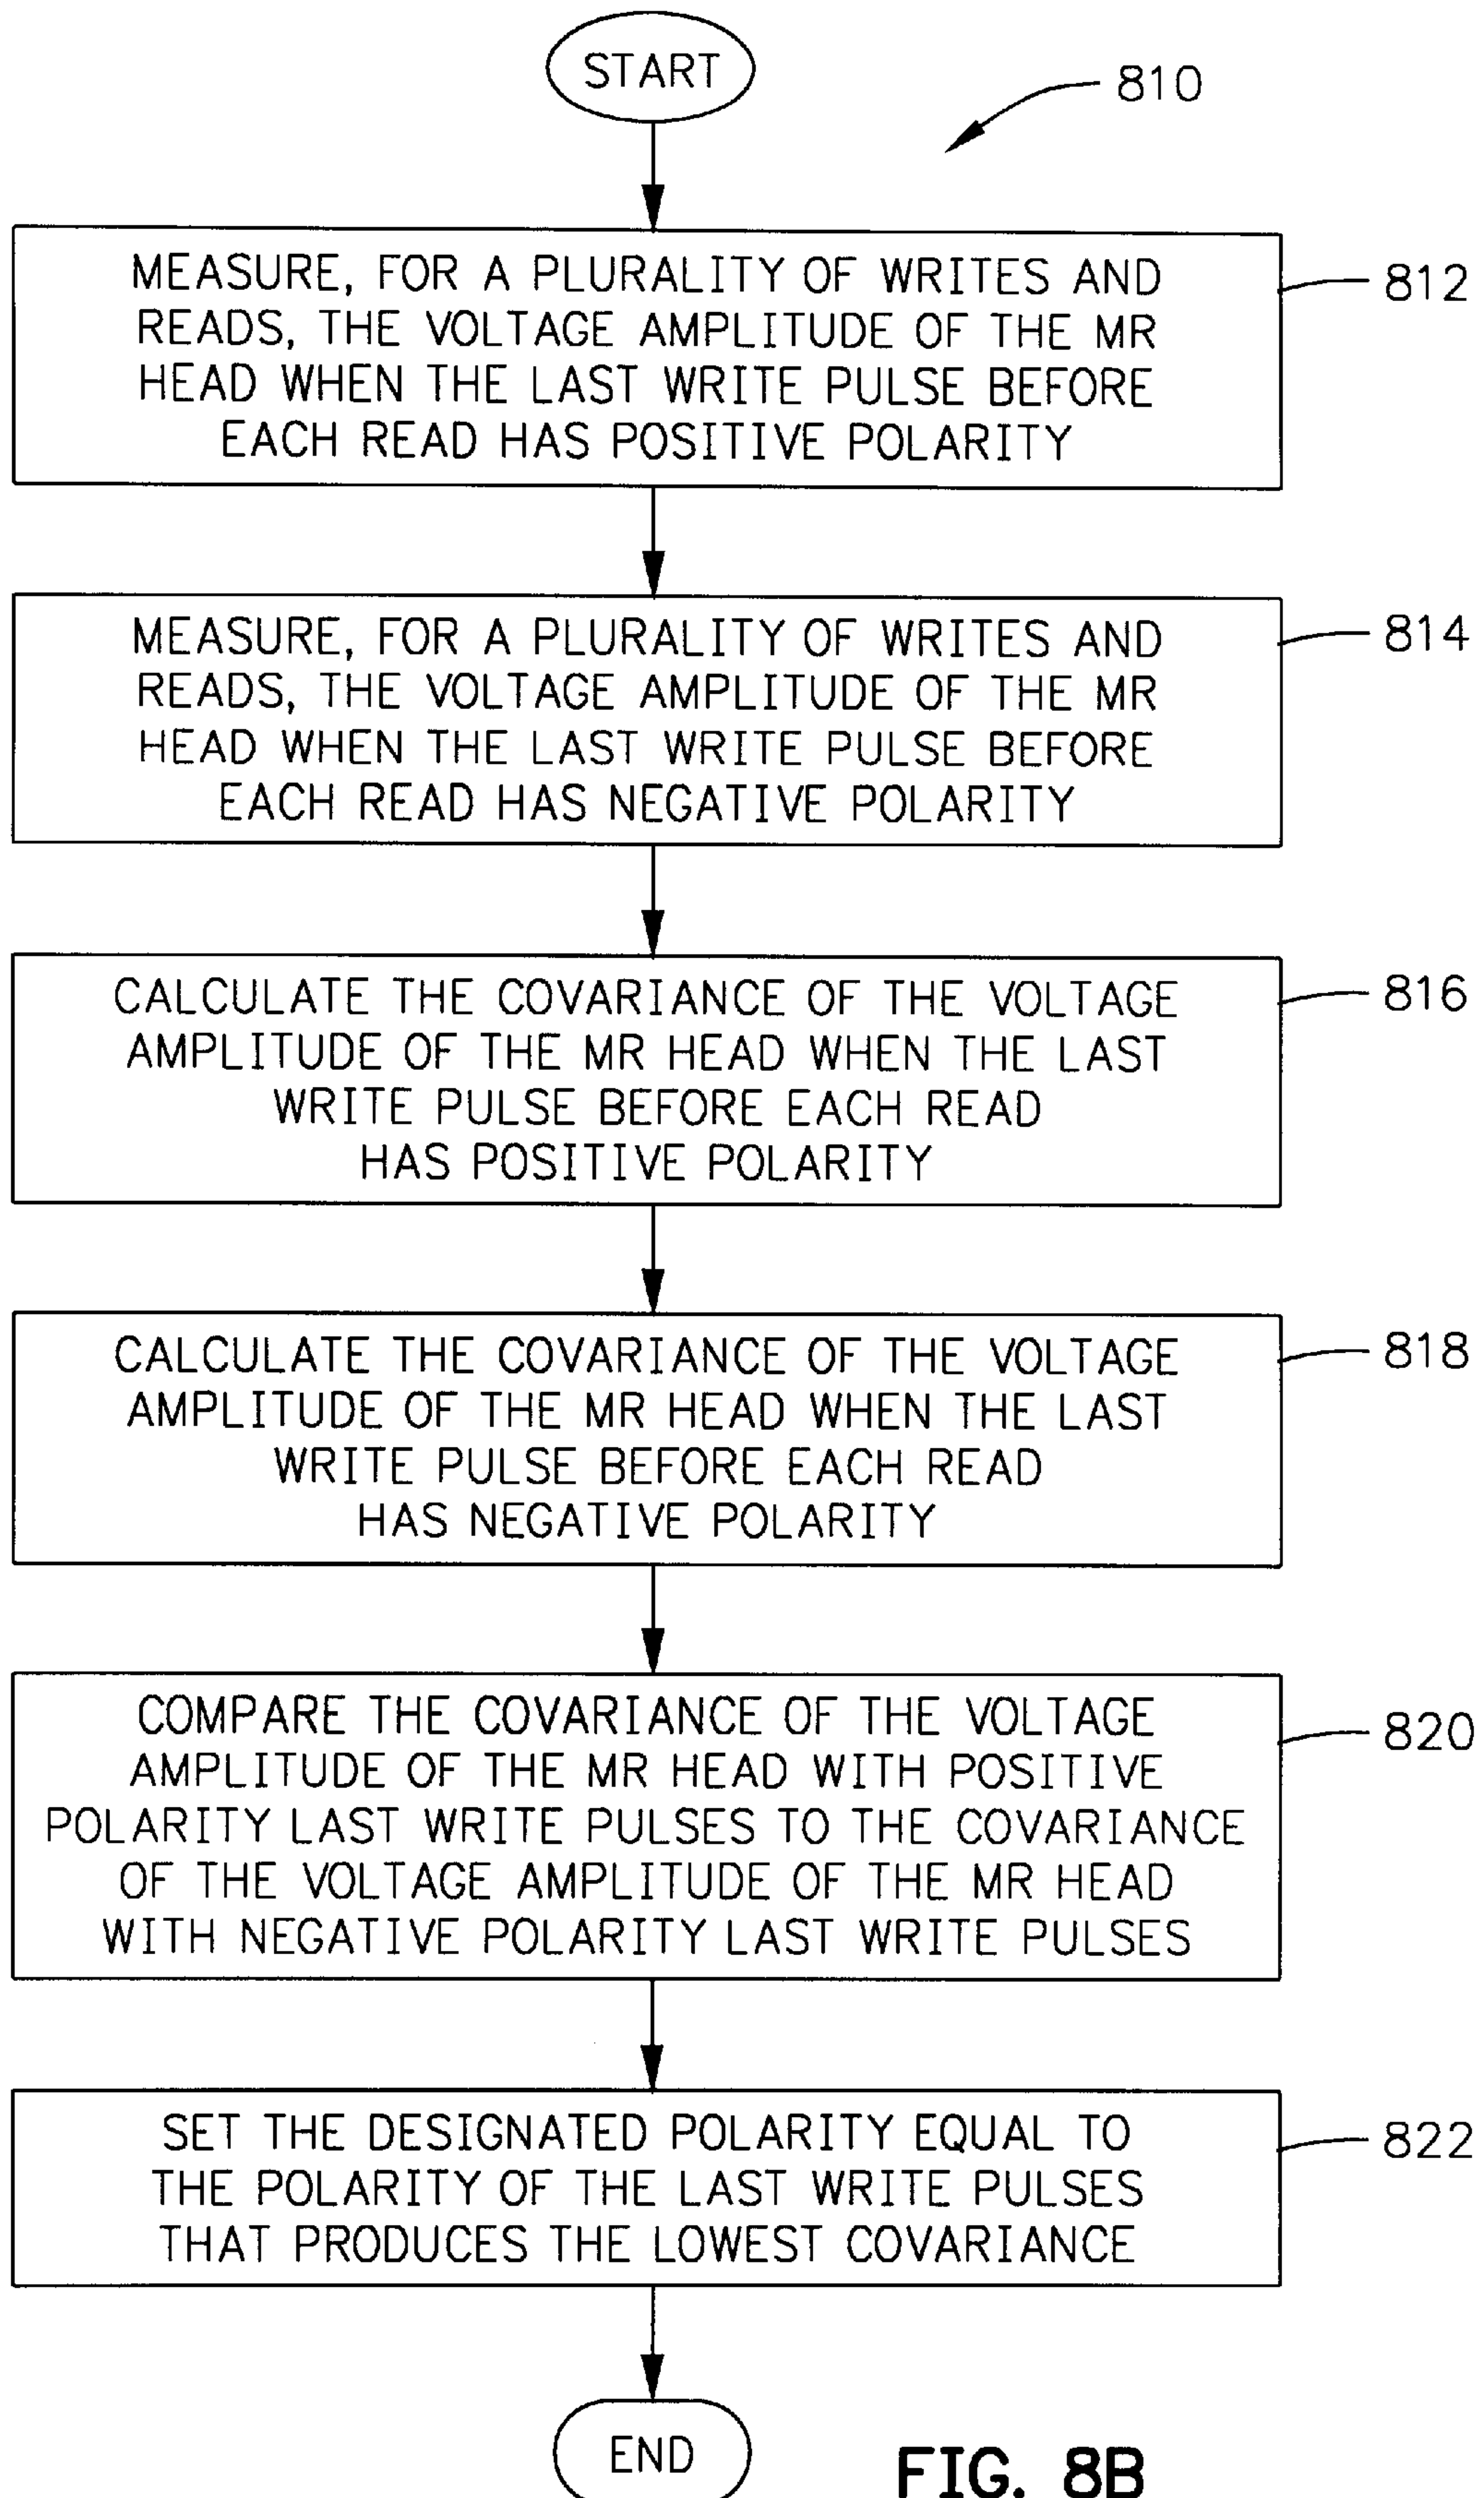 START
810
MEASURE, FOR A PLURALITY OF WRITES AND
READS, THE VOLTAGE AMPLITUDE OF THE MR
HEAD WHEN THE LAST WRITE PULSE BEFORE
EACH READ HAS POSITIVE POLARITY
812
MEASURE, FOR A PLURALITY OF WRITES AND
READS, THE VOLTAGE AMPLITUDE OF THE MR
HEAD WHEN THE LAST WRITE PULSE BEFORE
EACH READ HAS NEGATIVE POLARITY
814
CALCULATE THE COVARIANCE OF THE VOLTAGE
AMPLITUDE OF THE MR HEAD WHEN THE LAST
WRITE PULSE BEFORE EACH READ
HAS POSITIVE POLARITY
816
CALCULATE THE COVARIANCE OF THE VOLTAGE
AMPLITUDE OF THE MR HEAD WHEN THE LAST
WRITE PULSE BEFORE EACH READ
HAS NEGATIVE POLARITY
818
COMPARE THE COVARIANCE OF THE VOLTAGE
AMPLITUDE OF THE MR HEAD WITH POSITIVE
POLARITY LAST WRITE PULSES TO THE COVARIANCE
OF THE VOLTAGE AMPLITUDE OF THE MR HEAD
WITH NEGATIVE POLARITY LAST WRITE PULSES
820
SET THE DESIGNATED POLARITY EQUAL TO
THE POLARITY OF THE LAST WRITE PULSES
THAT PRODUCES THE LOWEST COVARIANCE
822
END
FIG. 8B